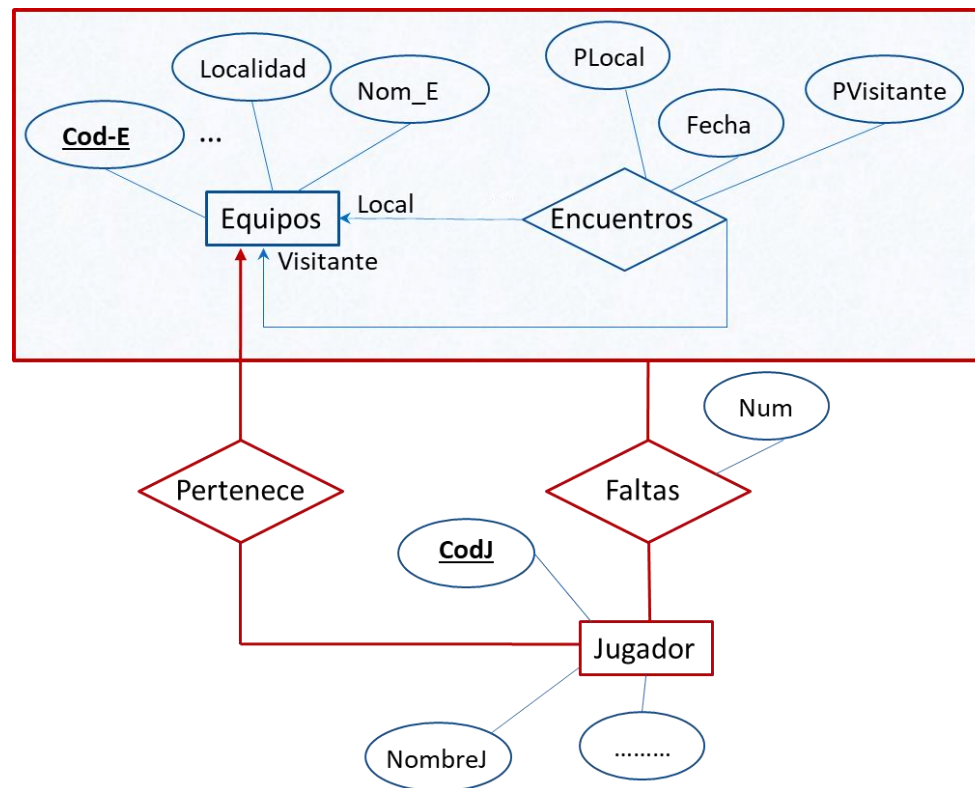 PLocal
Localidad
Nom_E
PVisitante
Cod-E
...
Fecha
Equipos
Local
Encuentros
Visitante
Num
Pertenece
Faltas
CodJ
Jugador
NombreJ
.........